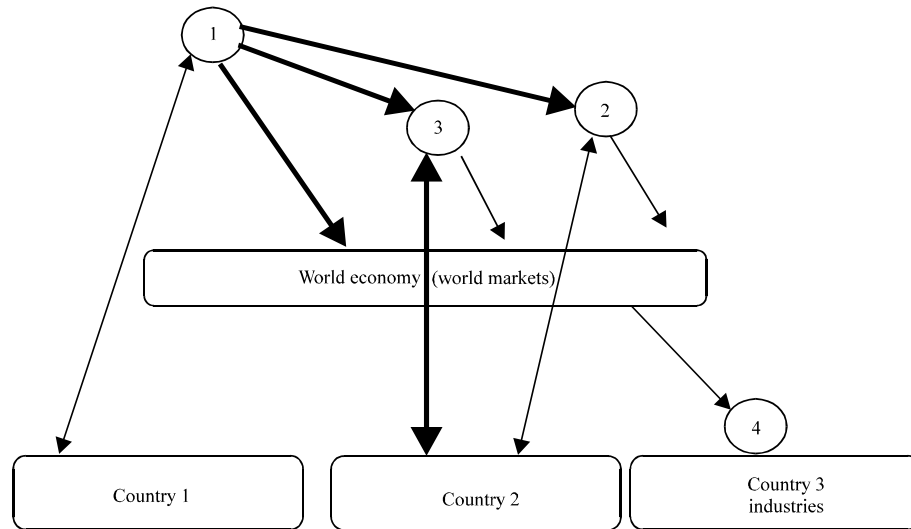 1
2
3
World economy (world markets)
4
Country 1
Country 2
Country 3
industries